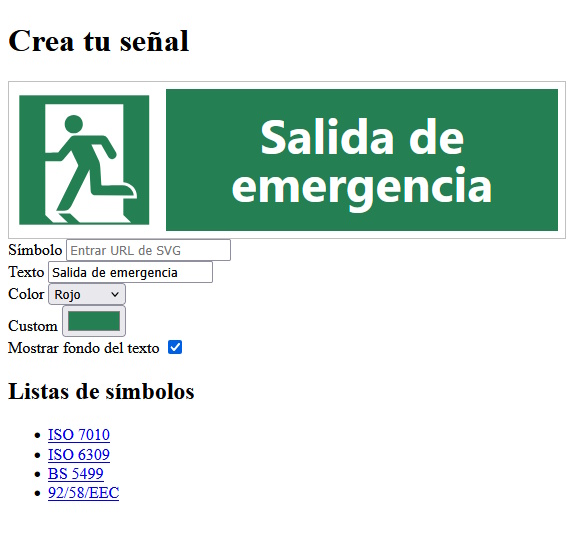 Crea tu señal
Salida de
emergencia
Símbolo Entrar URL de SVG
Texto Salida de emergencia
Color Rojo
Custom
Mostrar fondo del texto
Listas de símbolos
ISO 7010
ISO 6309
BS 5499
92/58/EEC